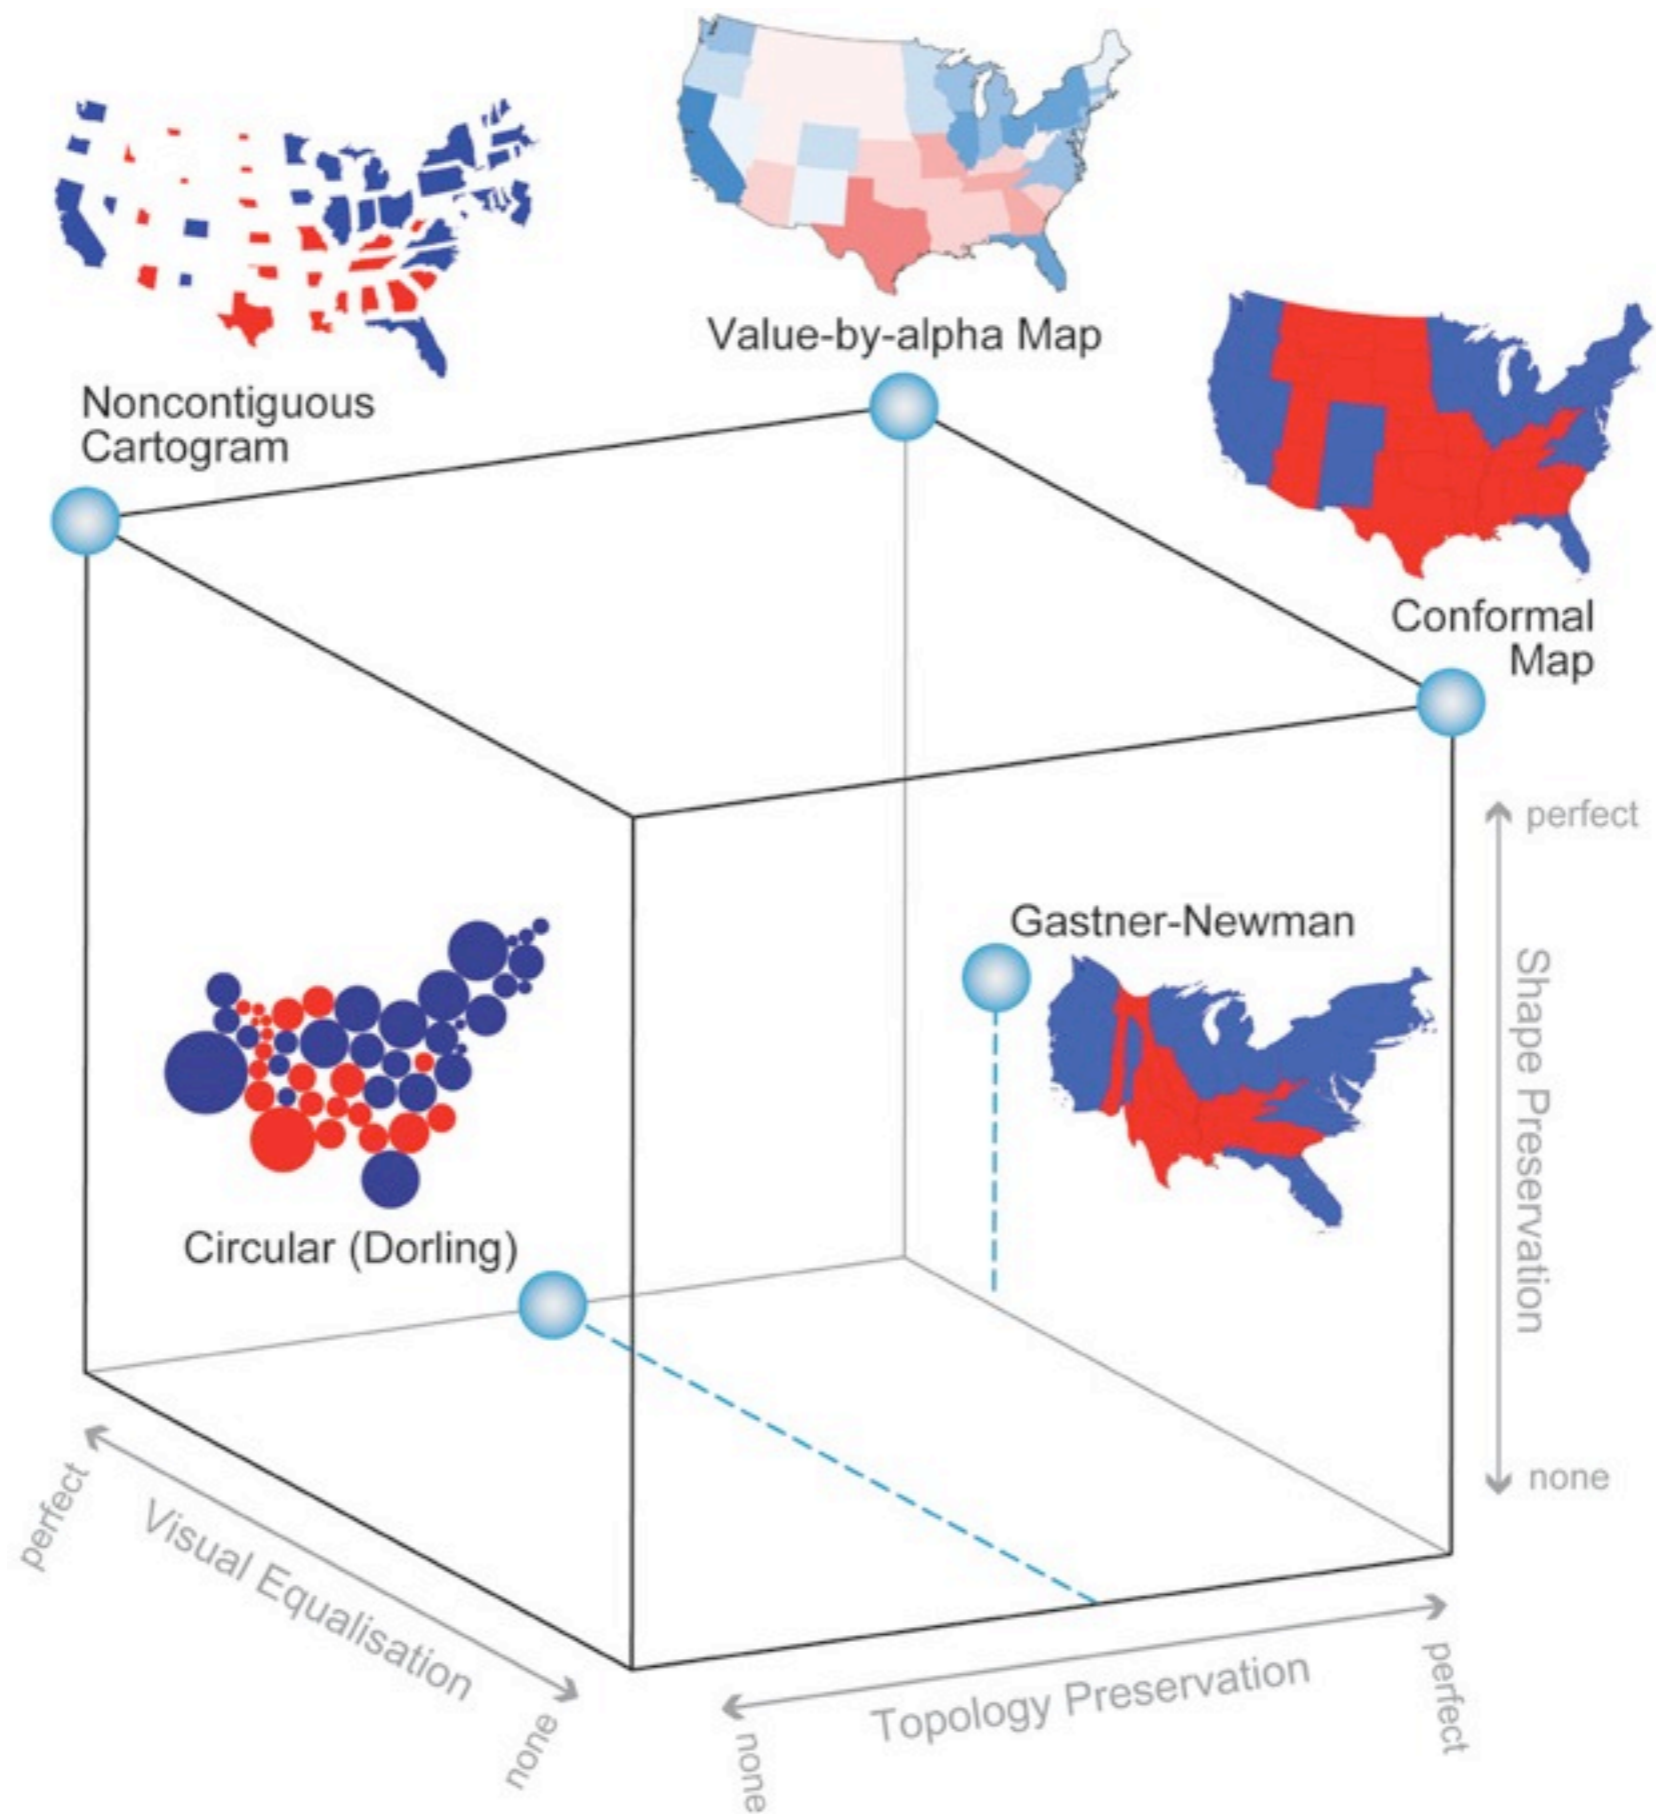 Value-by-alpha Map
Noncontiguous
Cartogram
Conformal
Map
perfect
Gastner-Newman
Shape Preservation
Circular (Dorling)
none
perfect
Visual Equalisation
none
none
Topology Preservation
perfect